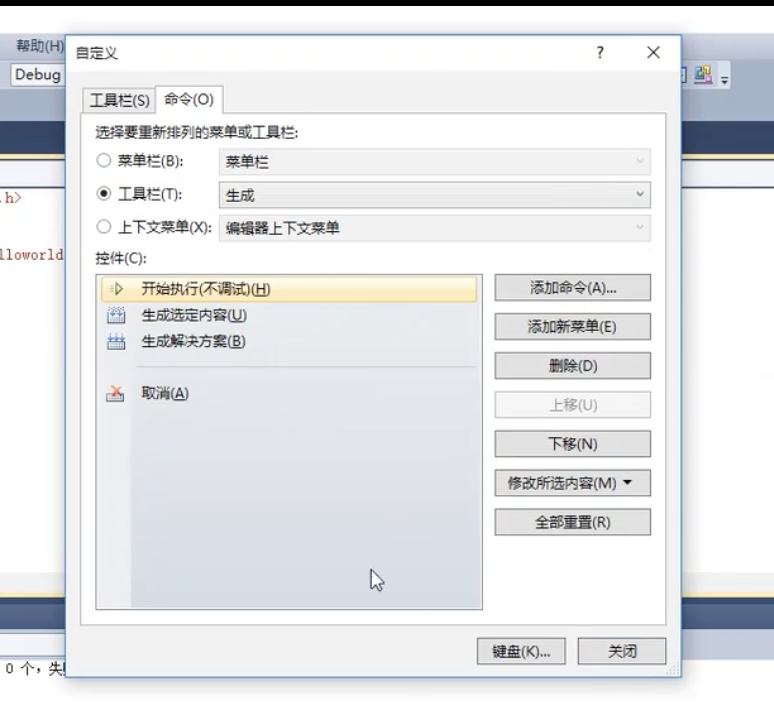 帮助(H)
自定义
?
Debug
工具栏(S) 命令(O)
选择要重新排列的菜单或工具栏:
菜单栏(B): 菜单栏
.h>
工具栏(T): 生成
上下文菜单(X): 编辑器上下文菜单
lloworld
控件(C):
开始执行(不调试)(H) 添加命令(A)...
生成选定内容(U) 添加新菜单(E)
生成解决方案(B)
删除(D)
取消(A)
上移(U)
下移(N)
修改所选内容(M)
全部重置(R)
键盘(K)... 关闭
0 个，失